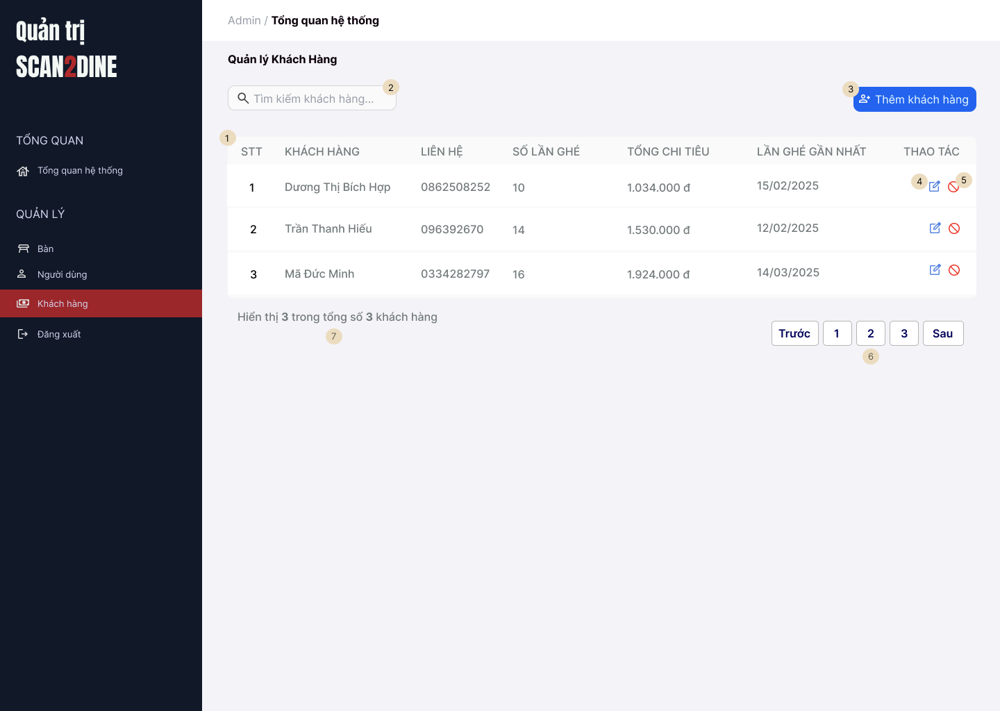 Quản trị
SCAN2DINE
TỔNG QUAN
Tổng quan hệ thống
QUẢN LÝ
Bàn
Người dùng
Khách hàng
Đăng xuất
Admin / Tổng quan hệ thống
Quản lý Khách Hàng
Tìm kiếm khách hàng...
2
3
Thêm khách hàng
1
STT KHÁCH HÀNG LIÊN HỆ SỐ LẦN GHÉ TỔNG CHI TIÊU LẦN GHÉ GẦN NHẤT THAO TÁC
1 Dương Thị Bích Hợp 0862508252 10 1.034.000 đ 15/02/2025 4 5
2 Trần Thanh Hiếu 096392670 14 1.530.000 đ 12/02/2025
3 Mã Đức Minh 0334282797 16 1.924.000 đ 14/03/2025
Hiển thị 3 trong tổng số 3 khách hàng
7
Trước 1 2 3 Sau
6